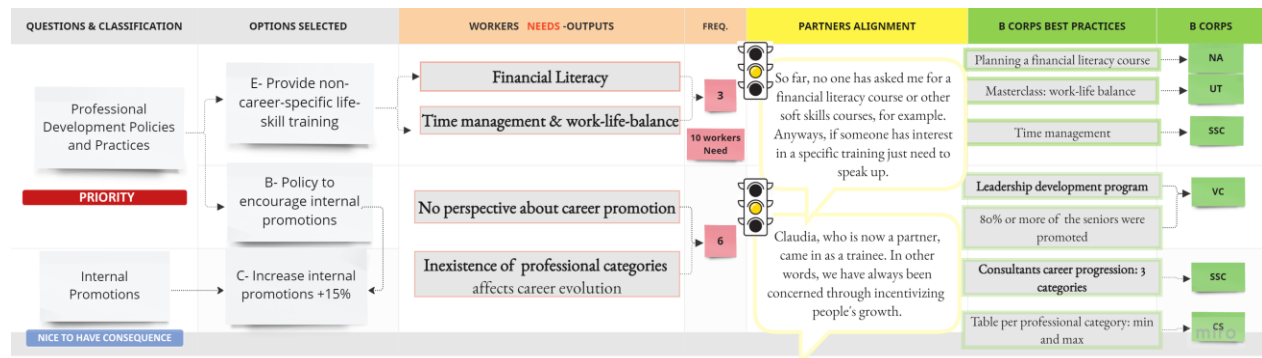 QUESTIONS & CLASSIFICATION
OPTIONS SELECTED
WORKERS NEEDS -OUTPUTS
FREQ.
PARTNERS ALIGNMENT
B CORPS BEST PRACTICES
B CORPS
Professional
Development Policies
and Practices
PRIORITY
Internal
Promotions
NICE TO HAVE CONSEQUENCE
E- Provide non-
career-specific life-
skill training
B- Policy to
encourage internal
promotions
C- Increase internal
promotions +15%
Financial Literacy
Time management & work-life-balance
No perspective about career promotion
Inexistence of professional categories
affects career evolution
3
10 workers
Need
6
So far, no one has asked me for a
financial literacy course or other
soft skills courses, for example.
Anyways, if someone has interest
in a specific training just need to
speak up.
Claudia, who is now a partner,
came in as a trainee. In other
words, we have always been
concerned through incentivizing
people's growth.
Planning a financial literacy course
NA
Masterclass: work-life balance
UT
Time management
SSC
Leadership development program
80% or more of the seniors were
promoted
VC
Consultants career progression: 3
categories
SSC
Table per professional category: min
and max
CS
miro